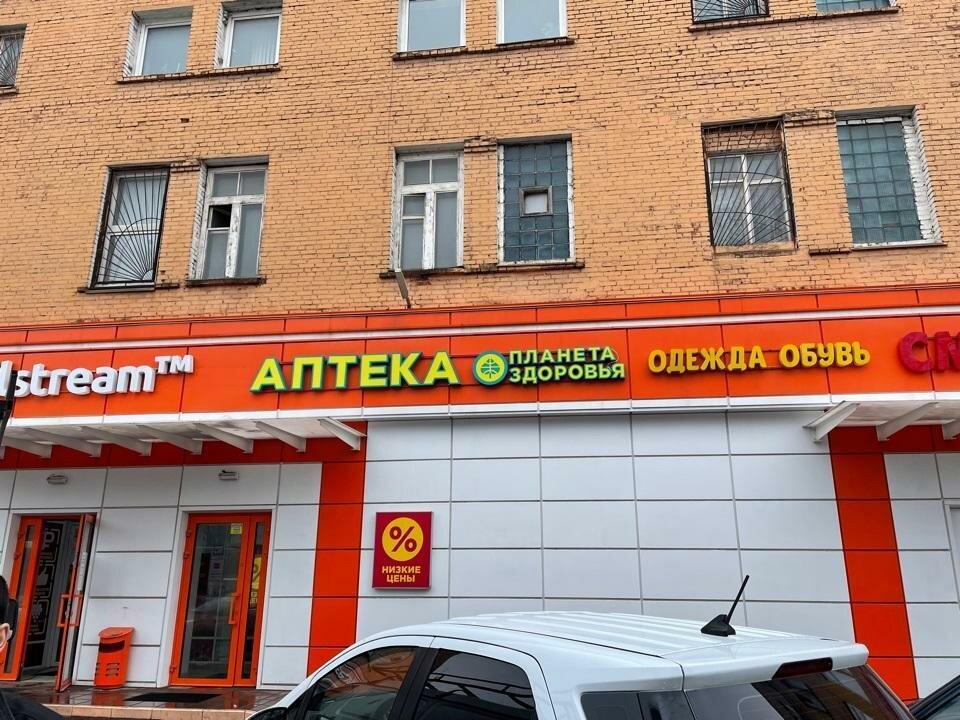 stream™
АПТЕКА
ПЛАНЕТА
ЗДОРОВЬЯ
ОДЕЖДА ОБУВЬ
%
НИЗКИЕ
ЦЕНЫ